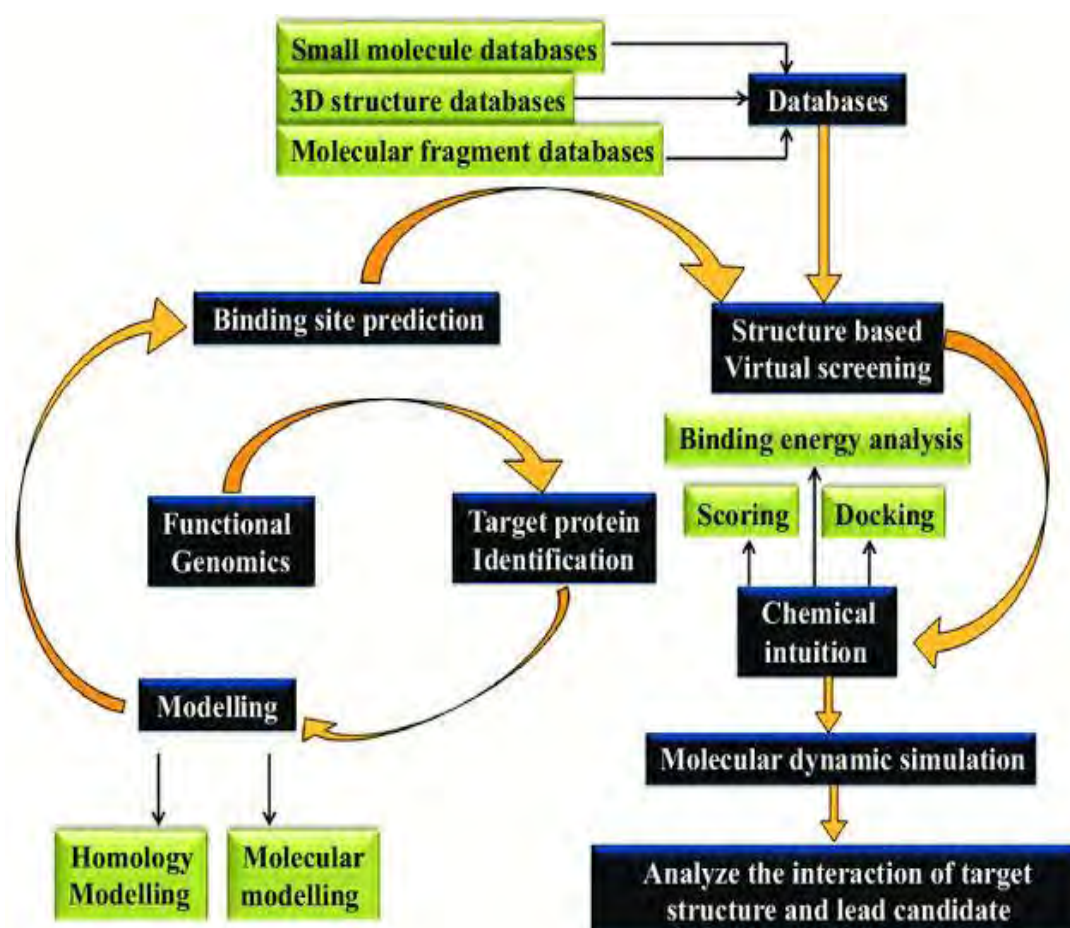 Small molecule databases
3D structure databases
Molecular fragment databases
Databases
Binding site prediction
Structure based
Virtual screening
Binding energy analysis
Scoring
Docking
Functional
Genomics
Target protein
Identification
Chemical
intuition
Modelling
Molecular dynamic simulation
Homology
Modelling
Molecular
modelling
Analyze the interaction of target
structure and lead candidate